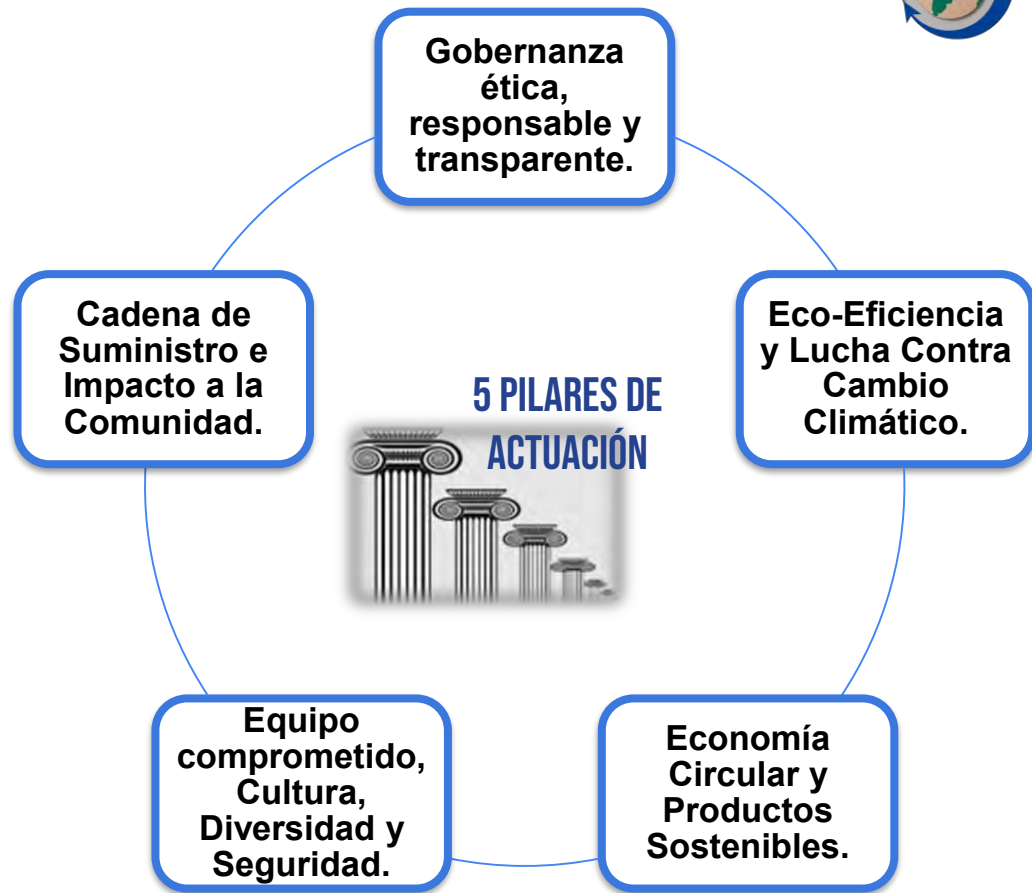 Gobernanza
ética,
responsable y
transparente.
Cadena de
Suministro e
Impacto a la
Comunidad.
Eco-Eficiencia
y Lucha Contra
Cambio
Climático.
5 PILARES DE
ACTUACIÓN
Equipo
comprometido,
Cultura,
Diversidad y
Seguridad.
Economía
Circular y
Productos
Sostenibles.